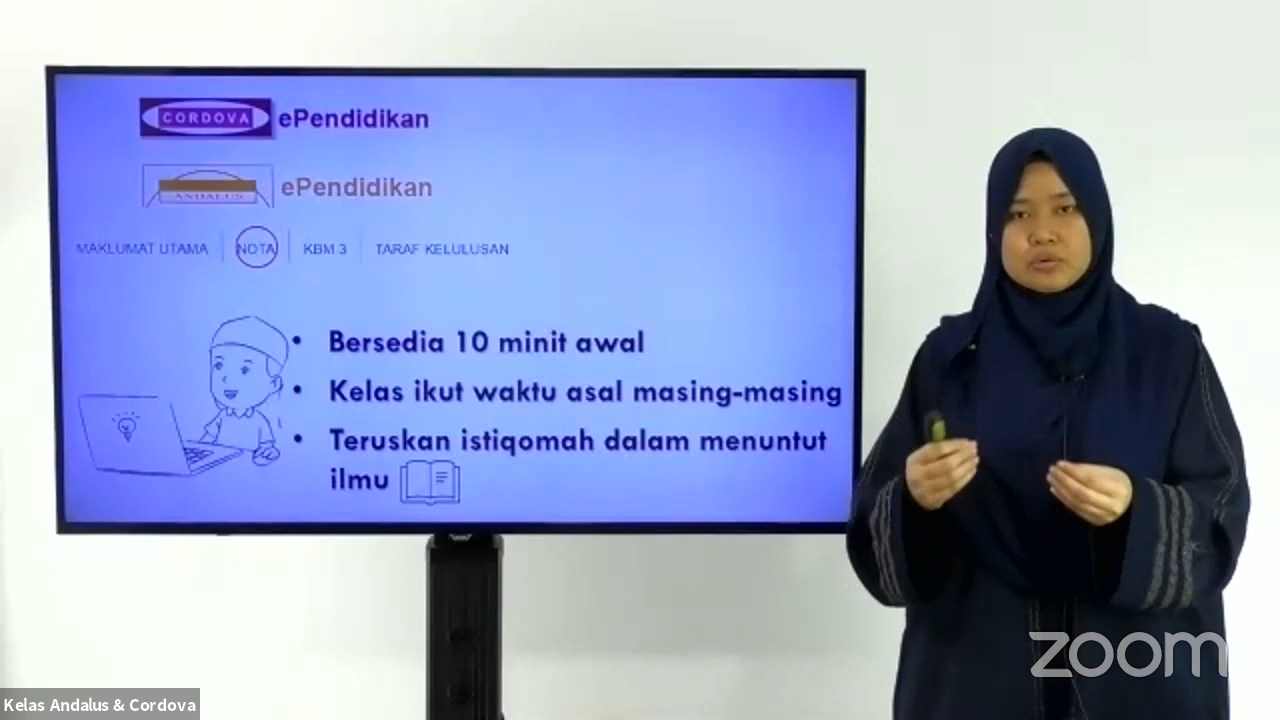 CORDOVA ePendidikan
ANDALUS ePendidikan
MAKLUMAT UTAMA NOTA KBM 3 TARAF KELULUSAN
• Bersedia 10 minit awal
• Kelas ikut waktu asal masing-masing
• Teruskan istiqomah dalam menuntut
ilmu
zoom
Kelas Andalus & Cordova